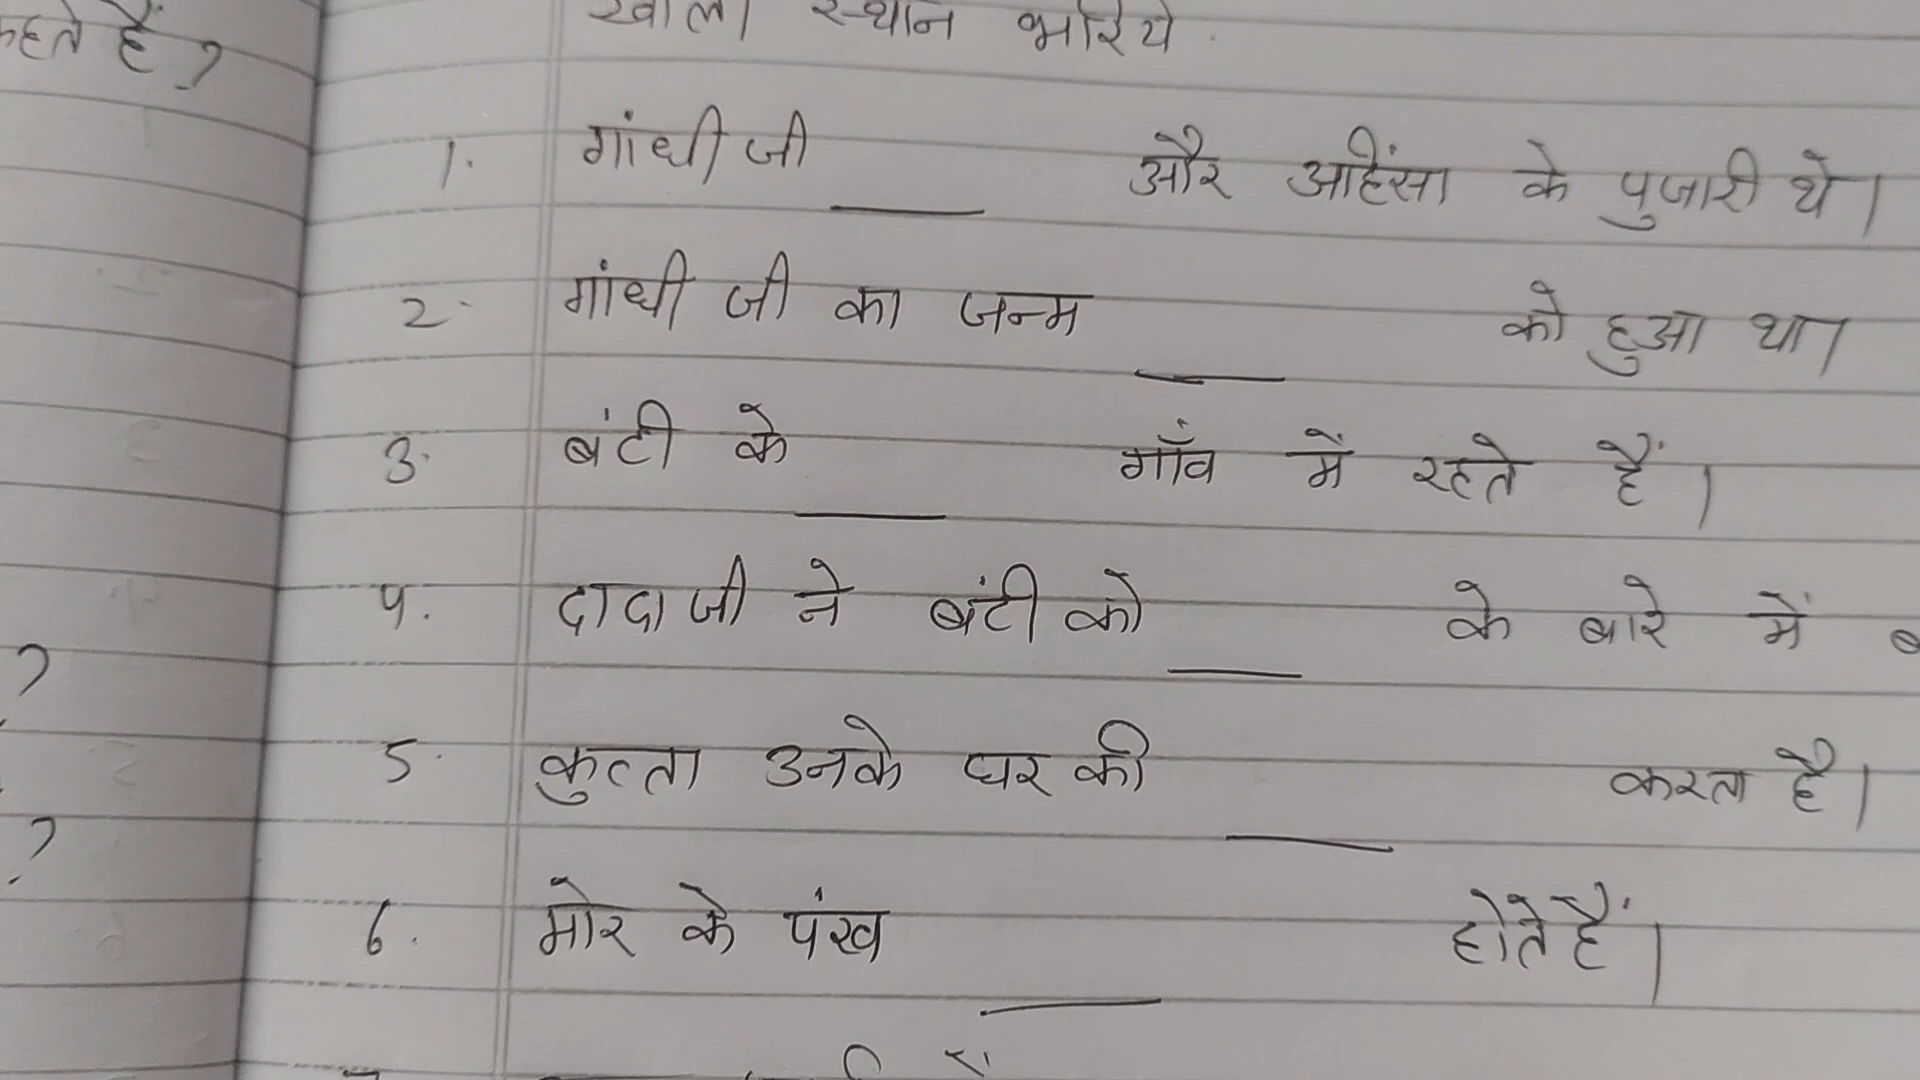 कहते हैं?
?
?
खाली स्थान भरिये.
1. गांधी जी ____ और अहिंसा के पुजारी थे।
2. गांधी जी का जन्म ____ को हुआ था।
3. बंटी के ____ गाँव में रहते हैं।
4. दादा जी ने बंटी को ____ के बारे में
5. कुत्ता उनके घर की ____ करता है।
6. मोर के पंख ____ होते हैं।